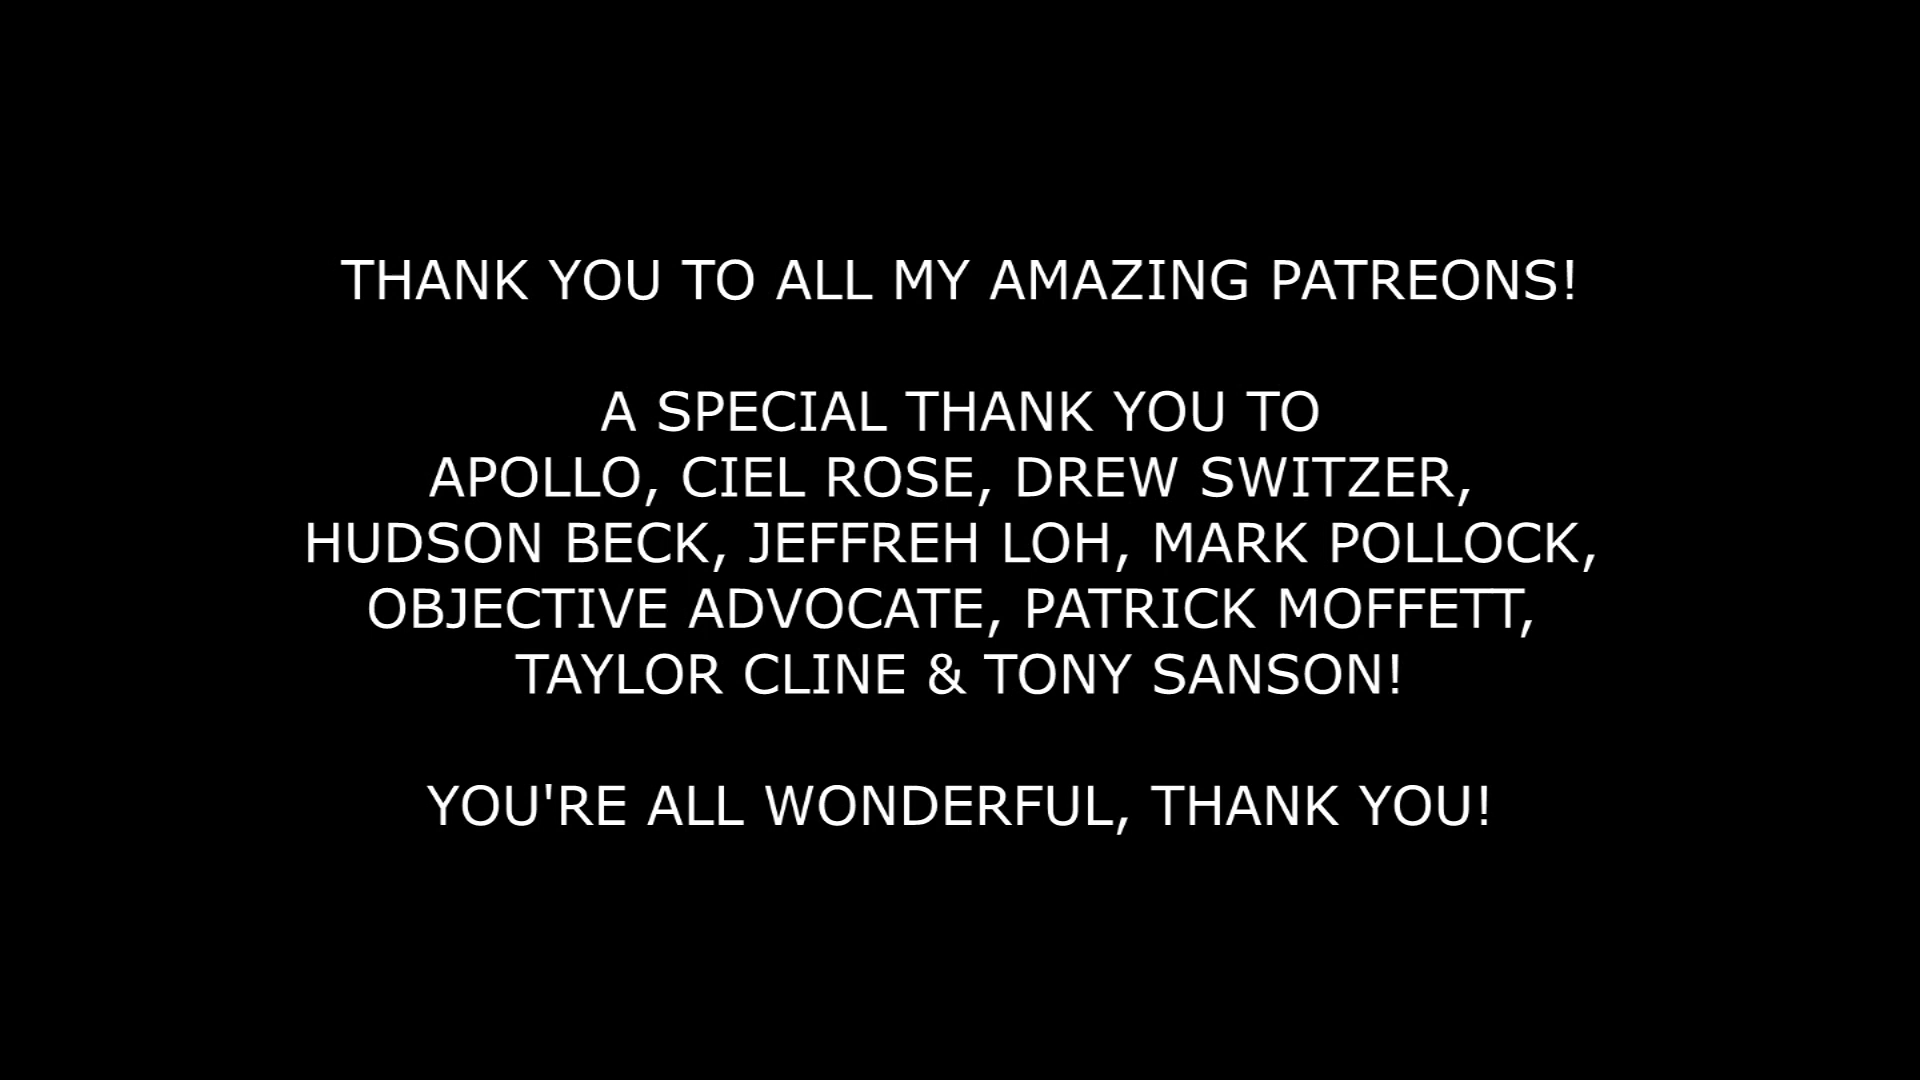 THANK YOU TO ALL MY AMAZING PATREONS!
A SPECIAL THANK YOU TO
APOLLO, CIEL ROSE, DREW SWITZER,
HUDSON BECK, JEFFREH LOH, MARK POLLOCK,
OBJECTIVE ADVOCATE, PATRICK MOFFETT,
TAYLOR CLINE & TONY SANSON!
YOU'RE ALL WONDERFUL, THANK YOU!